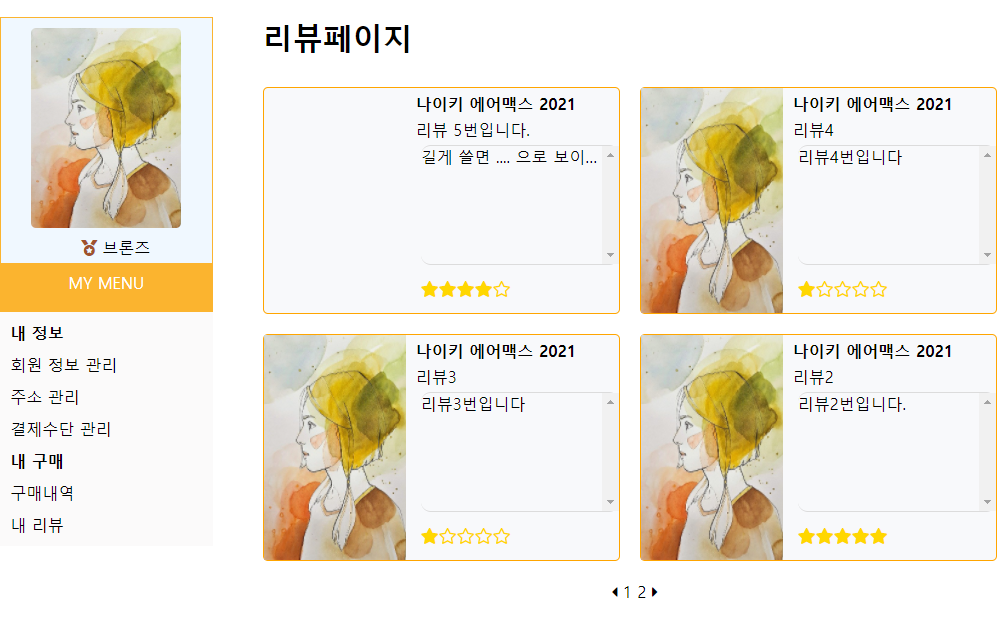 브론즈
MY MENU
내 정보
회원 정보 관리
주소 관리
결제수단 관리
내 구매
구매내역
내 리뷰
리뷰페이지
나이키 에어맥스 2021
리뷰 5번입니다.
길게 쓸면 .... 으로 보이...
나이키 에어맥스 2021
리뷰4
리뷰4번입니다
나이키 에어맥스 2021
리뷰3
리뷰3번입니다
나이키 에어맥스 2021
리뷰2
리뷰2번입니다.
1 2